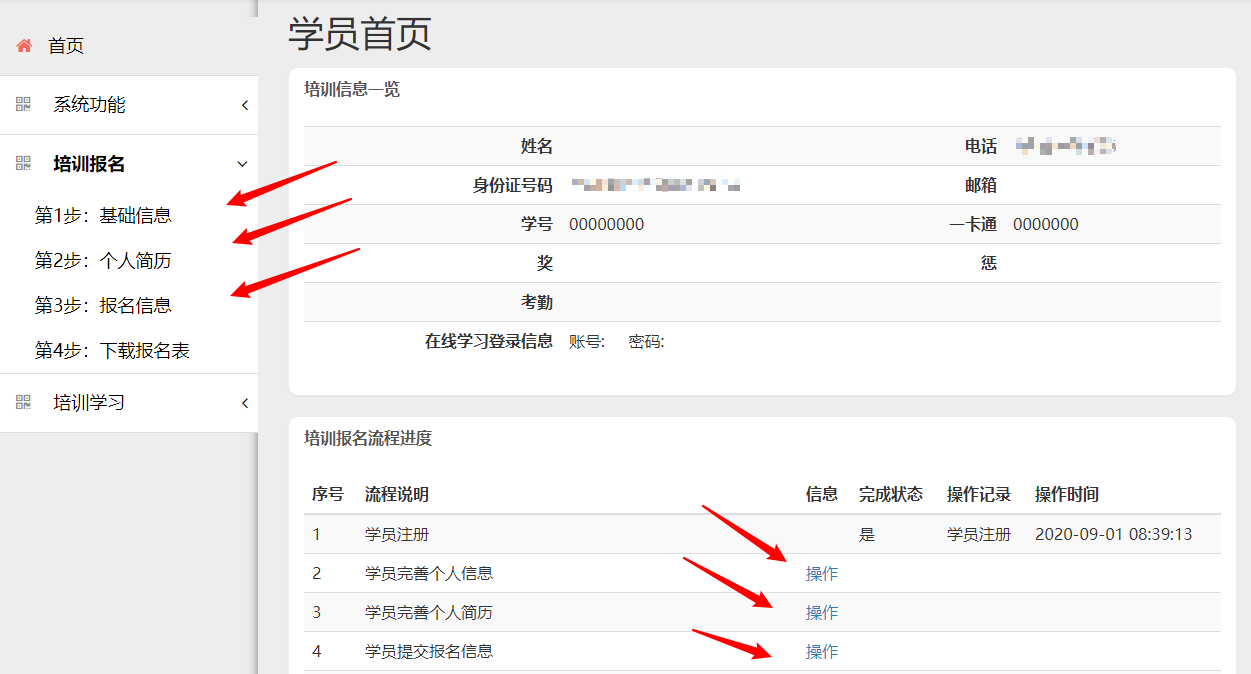 首页
系统功能
培训报名
第1步：基础信息
第2步：个人简历
第3步：报名信息
第4步：下载报名表
培训学习
学员首页
培训信息一览
姓名 电话
身份证号码 邮箱
学号 00000000 一卡通 0000000
奖 惩
考勤
在线学习登录信息 账号: 密码:
培训报名流程进度
序号 流程说明 信息 完成状态 操作记录 操作时间
1 学员注册 是 学员注册 2020-09-01 08:39:13
2 学员完善个人信息 操作
3 学员完善个人简历 操作
4 学员提交报名信息 操作